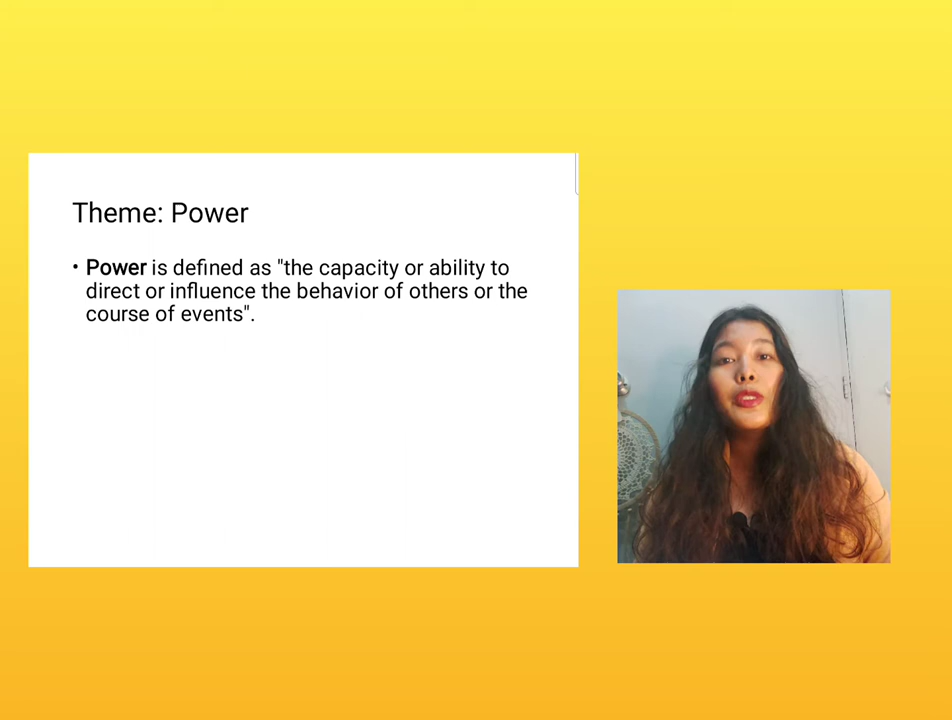 Theme: Power
• Power is defined as "the capacity or ability to
direct or influence the behavior of others or the
course of events".